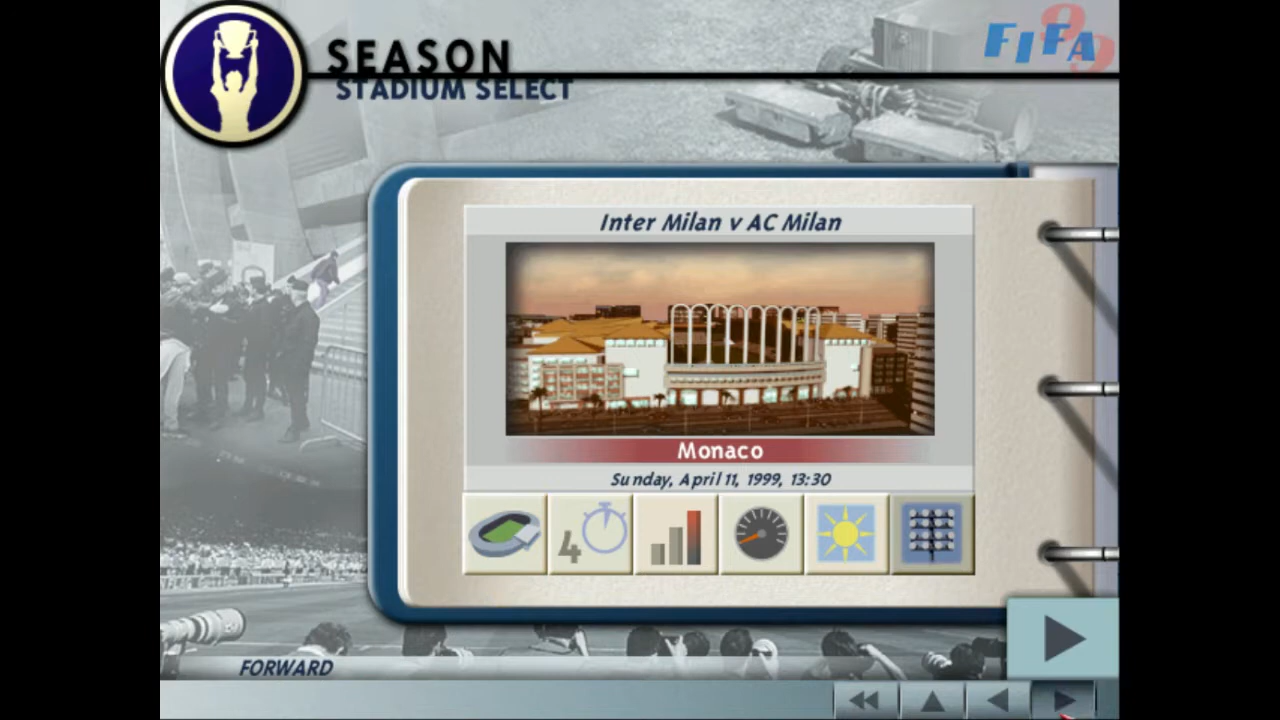 SEASON
STADIUM SELECT
FIFA 99
Inter Milan v AC Milan
Monaco
Sunday, April 11, 1999, 13:30
4
FORWARD